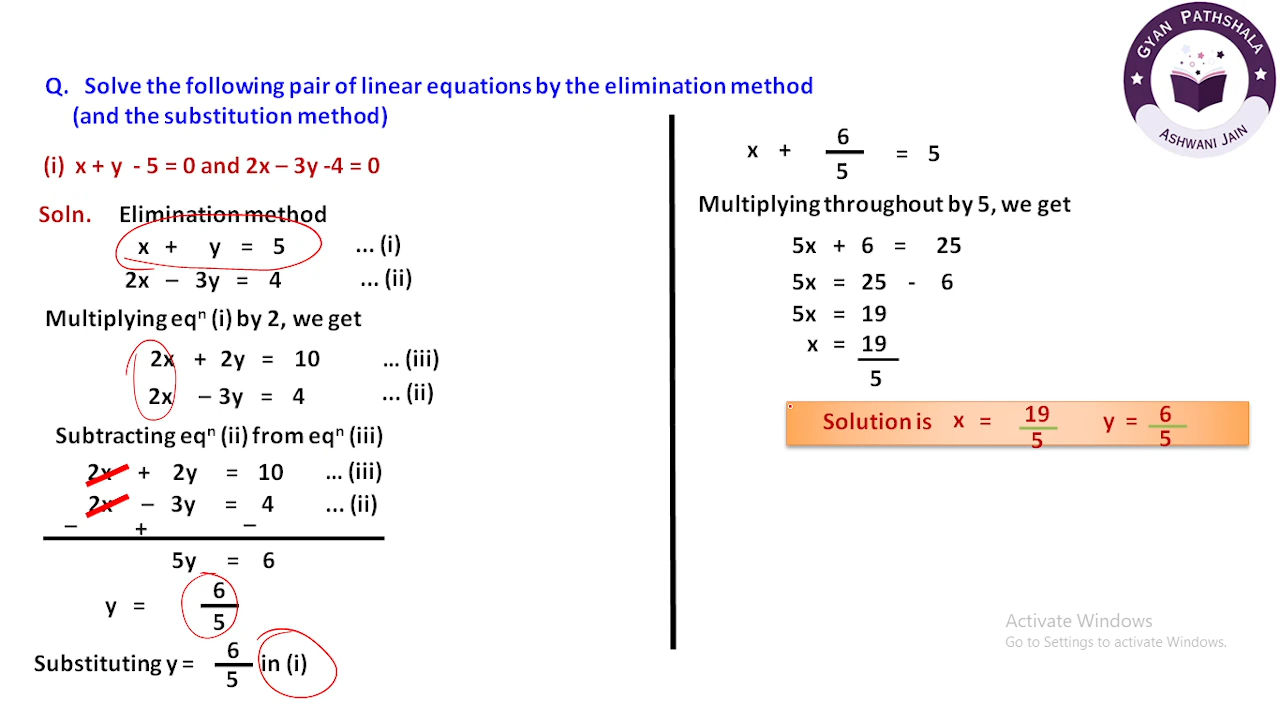 Q. Solve the following pair of linear equations by the elimination method
(and the substitution method)
(i) x + y - 5 = 0 and 2x – 3y -4 = 0
Soln. Elimination method
x + y = 5 ... (i)
2x – 3y = 4 ... (ii)
Multiplying eqⁿ (i) by 2, we get
2x + 2y = 10 ... (iii)
2x – 3y = 4 ... (ii)
Subtracting eqⁿ (ii) from eqⁿ (iii)
2x + 2y = 10 ... (iii)
2x – 3y = 4 ... (ii)
– + –
5y = 6
y = 6/5
Substituting y = 6/5 in (i)
x + 6/5 = 5
Multiplying throughout by 5, we get
5x + 6 = 25
5x = 25 - 6
5x = 19
x = 19/5
Solution is x = 19/5 y = 6/5
GYAN PATHSHALA
ASHWANI JAIN
Activate Windows
Go to Settings to activate Windows.